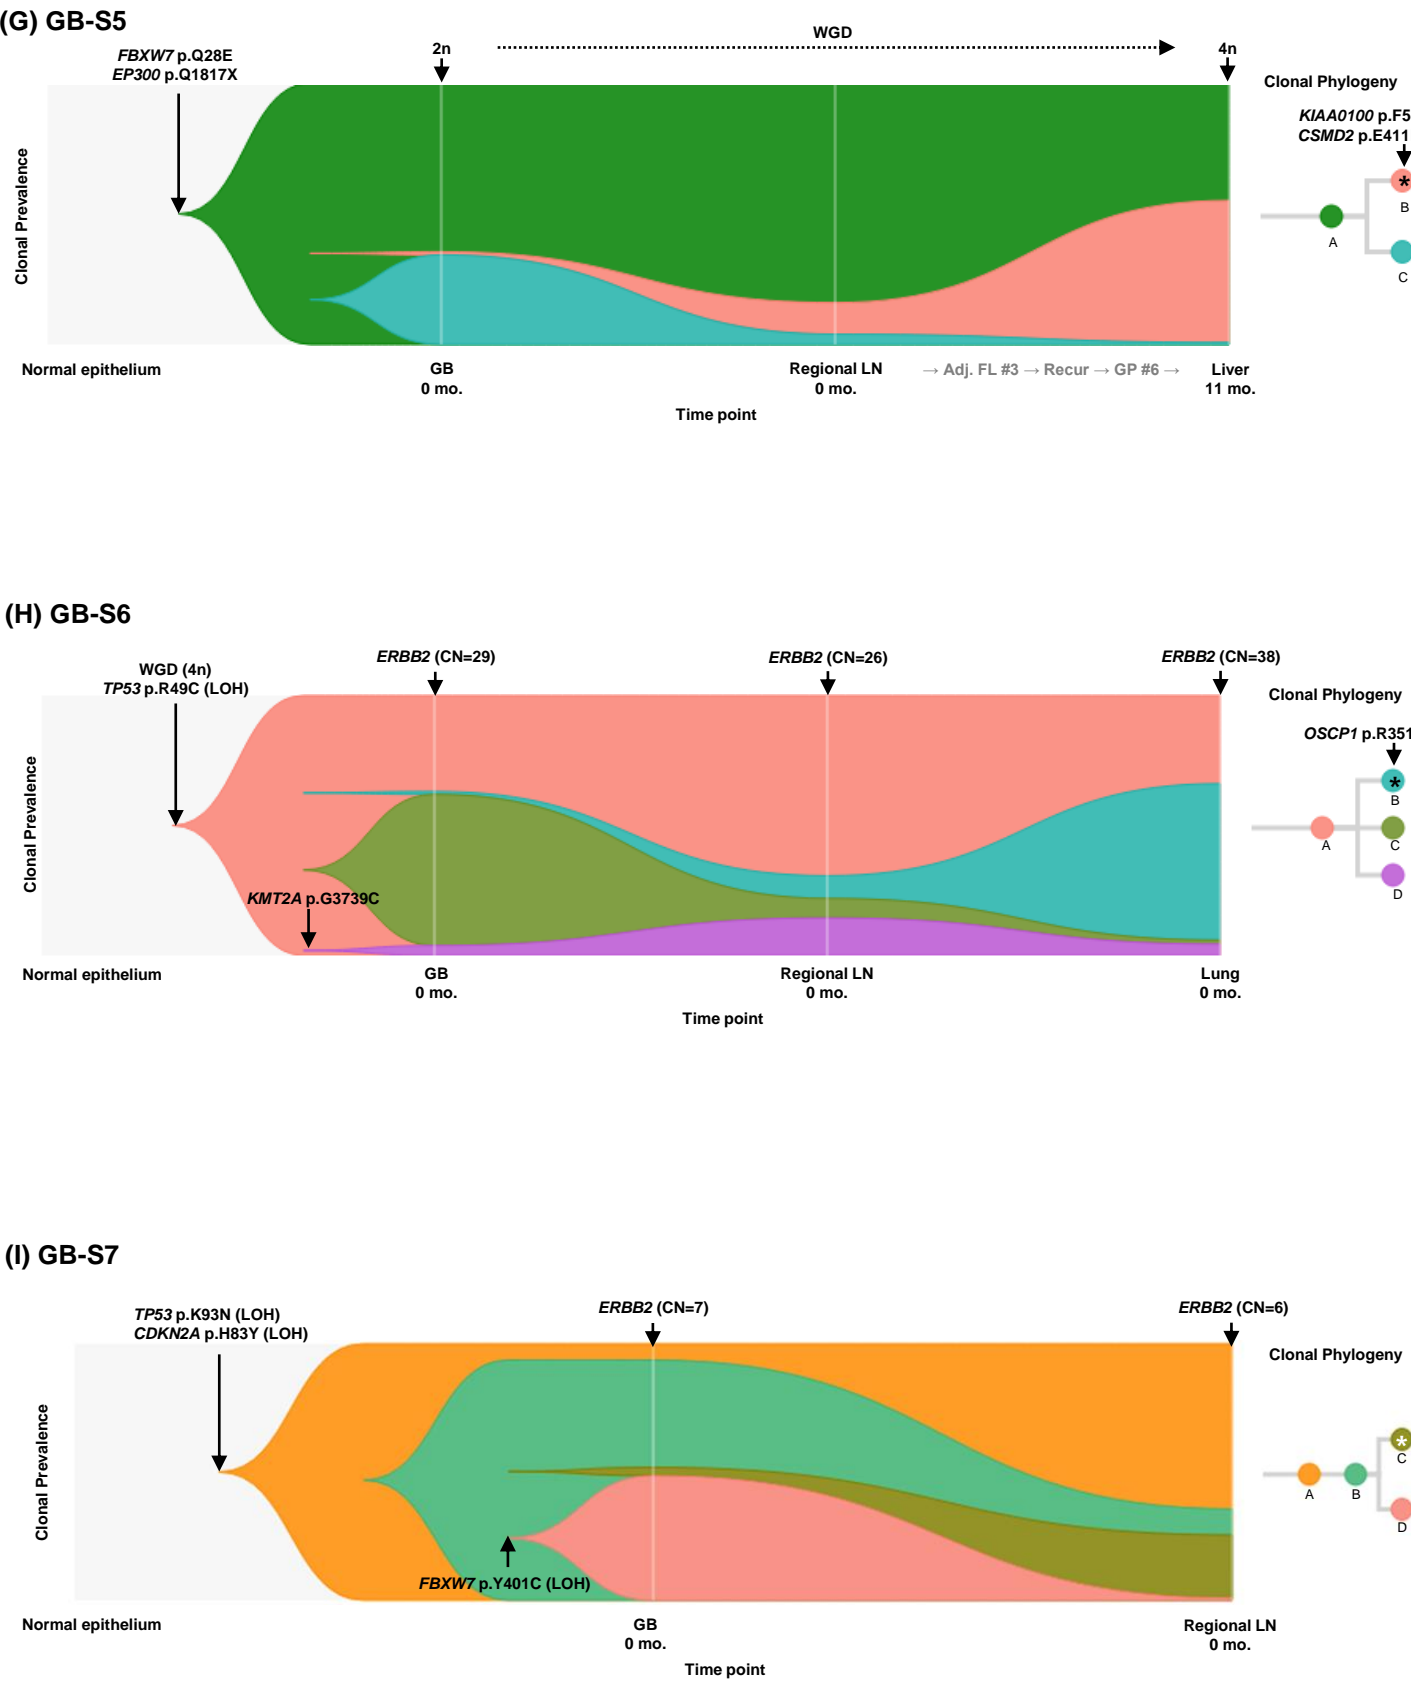 (G) GB-S5
FBXW7 p.Q28E
EP300 p.Q1817X
2n
WGD
4n
Clonal Phylogeny
KIAA0100 p.F5
CSMD2 p.E411
*
B
A
C
Clonal Prevalence
Normal epithelium
GB
0 mo.
Regional LN
0 mo.
→ Adj. FL #3 → Recur → GP #6 →
Liver
11 mo.
Time point
(H) GB-S6
WGD (4n)
TP53 p.R49C (LOH)
ERBB2 (CN=29)
ERBB2 (CN=26)
ERBB2 (CN=38)
Clonal Phylogeny
OSCP1 p.R351
*
B
A
C
D
Clonal Prevalence
KMT2A p.G3739C
Normal epithelium
GB
0 mo.
Regional LN
0 mo.
Lung
0 mo.
Time point
(I) GB-S7
TP53 p.K93N (LOH)
CDKN2A p.H83Y (LOH)
ERBB2 (CN=7)
ERBB2 (CN=6)
Clonal Phylogeny
*
C
A
B
D
Clonal Prevalence
FBXW7 p.Y401C (LOH)
Normal epithelium
GB
0 mo.
Regional LN
0 mo.
Time point